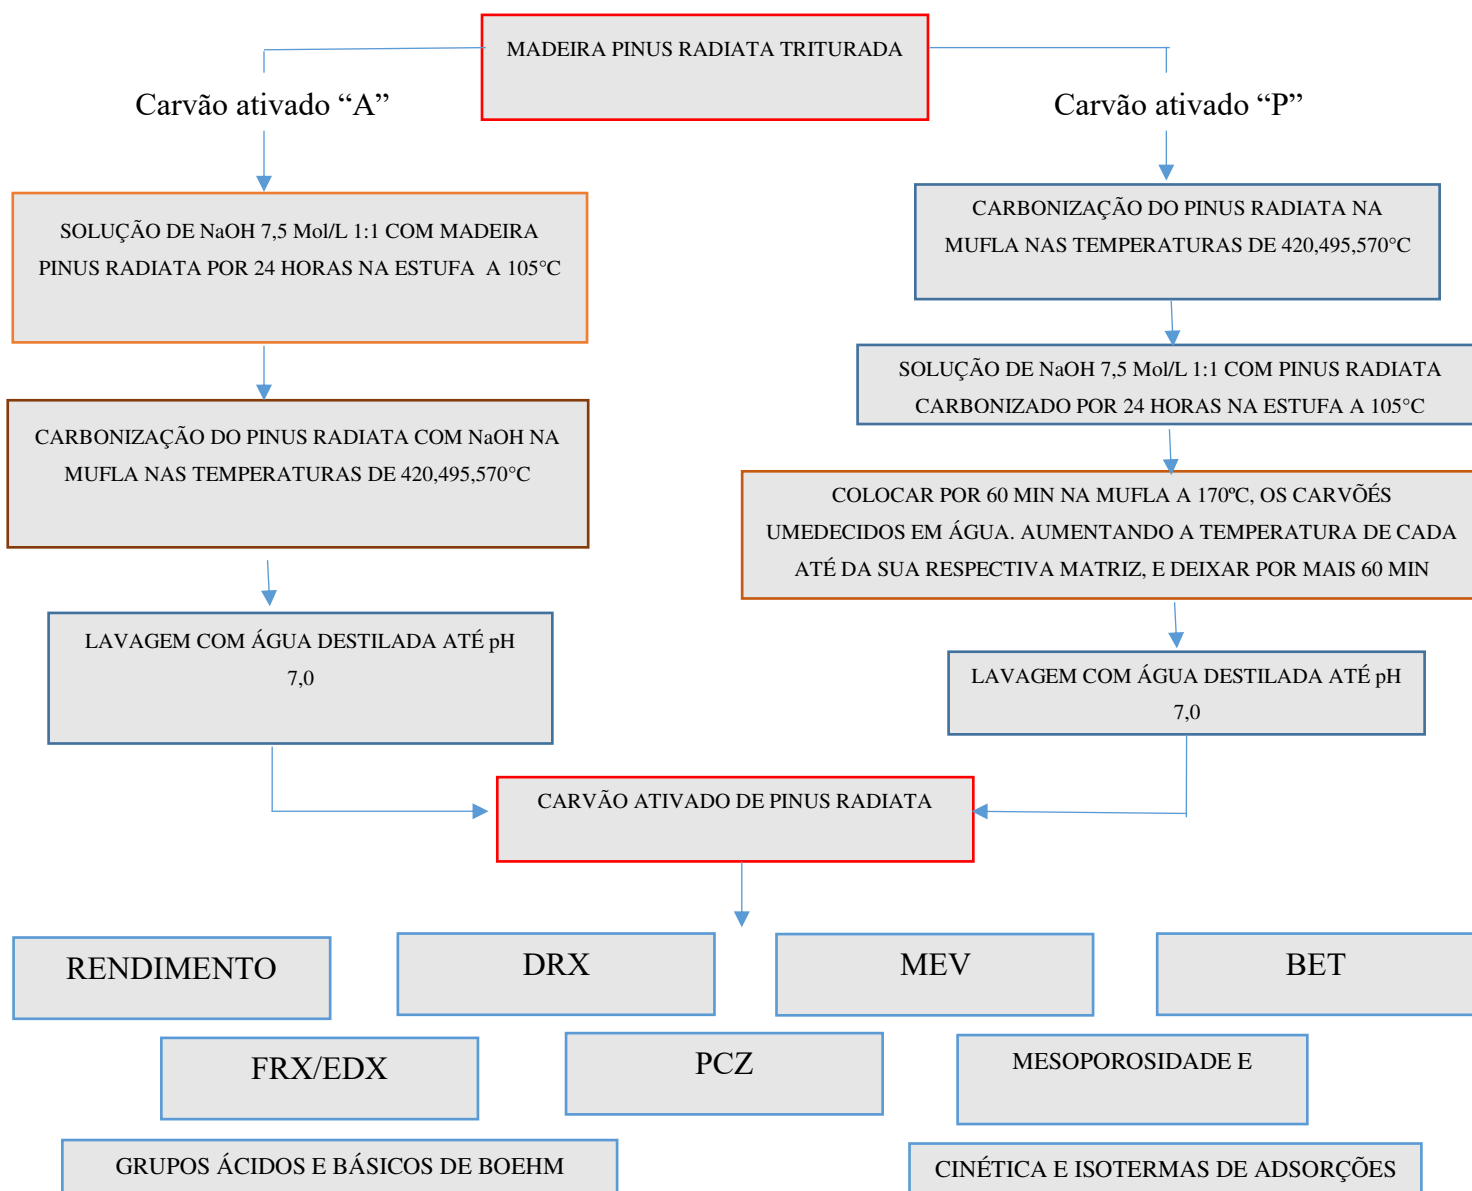 MADEIRA PINUS RADIATA TRITURADA
Carvão ativado “A”
Carvão ativado “P”
SOLUÇÃO DE NaOH 7,5 Mol/L 1:1 COM MADEIRA
PINUS RADIATA POR 24 HORAS NA ESTUFA A 105°C
CARBONIZAÇÃO DO PINUS RADIATA COM NaOH NA
MUFLA NAS TEMPERATURAS DE 420,495,570°C
LAVAGEM COM ÁGUA DESTILADA ATÉ pH
7,0
CARBONIZAÇÃO DO PINUS RADIATA NA
MUFLA NAS TEMPERATURAS DE 420,495,570°C
SOLUÇÃO DE NaOH 7,5 Mol/L 1:1 COM PINUS RADIATA
CARBONIZADO POR 24 HORAS NA ESTUFA A 105°C
COLOCAR POR 60 MIN NA MUFLA A 170ºC, OS CARVÕÉS
UMEDECIDOS EM ÁGUA. AUMENTANDO A TEMPERATURA DE CADA
ATÉ DA SUA RESPECTIVA MATRIZ, E DEIXAR POR MAIS 60 MIN
LAVAGEM COM ÁGUA DESTILADA ATÉ pH
7,0
CARVÃO ATIVADO DE PINUS RADIATA
RENDIMENTO
DRX
MEV
BET
FRX/EDX
PCZ
MESOPOROSIDADE E
GRUPOS ÁCIDOS E BÁSICOS DE BOEHM
CINÉTICA E ISOTERMAS DE ADSORÇÕES